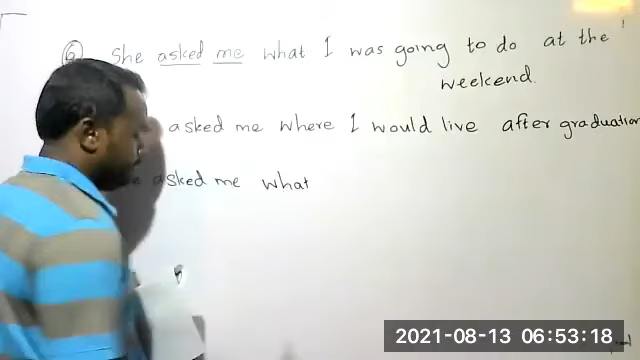 6 She asked me what I was going to do at the
weekend.
asked me where I would live after graduation
asked me what
2021-08-13 06:53:18